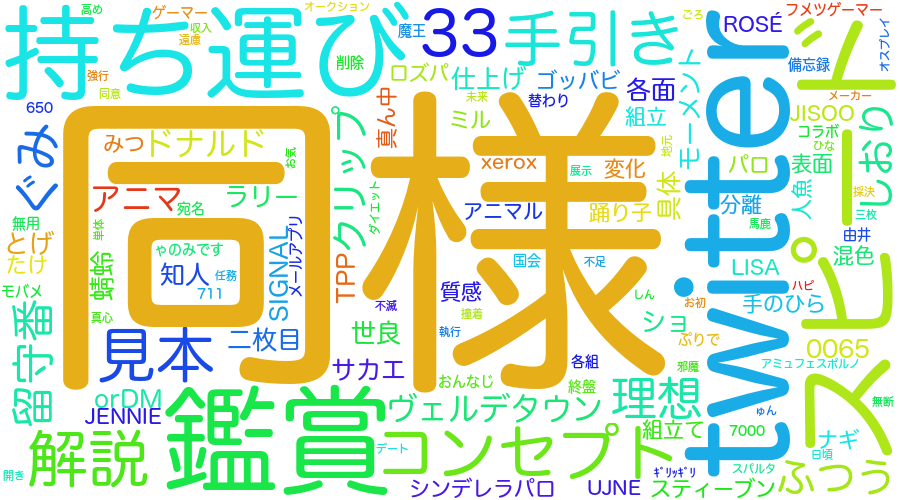 持ち運び
高め
ゲーマー
収入
遠慮
オークション
魔王
33
手引き
ごろ
ROSÉ
フメツゲーマー
オスプレイ
備忘録
強行
同意
削除
ロズパ
仕上げ
ゴッパピ
各面
モーメント
メーカー
650
未来
替わり
真ん中
ミル
組立
twitter
スピード
JISOO
コラボ
ひな
しおり
ぐみ
みつ
ドナルド
お気
クリップ
同様
xerox
変化
地元
パロ
表面
展示
アニマ
宛名
ラリー
ダイエット
アニマル
踊り子
具体
分離
人魚
採決
三枚
馬鹿
由井
無用
とげ
単体
たけ
ゃのみです
知人
任務
711
SIGNAL
メールアプリ
TPP
国会
不足
混色
LISA
モバメ
蜻蛉
真心
不滅
質感
しん
お初
ハピ
手のひら
撞着
留守番
見本
二枚目
世良
執行
ショ
ぷりで
0065
サカエ
各組
邪魔
アミュフェスポルノ
おんなじ
終盤
orDM
JENNIE
鑑賞
ヴェルデタウン
理想
ゅん
無断
組立て
7000
ナギ
日頃
解説
デート
コンセプト
ギリッギリ
スパルタ
開き
シンデレラパロ
UJNE
スティーブン
ふつう